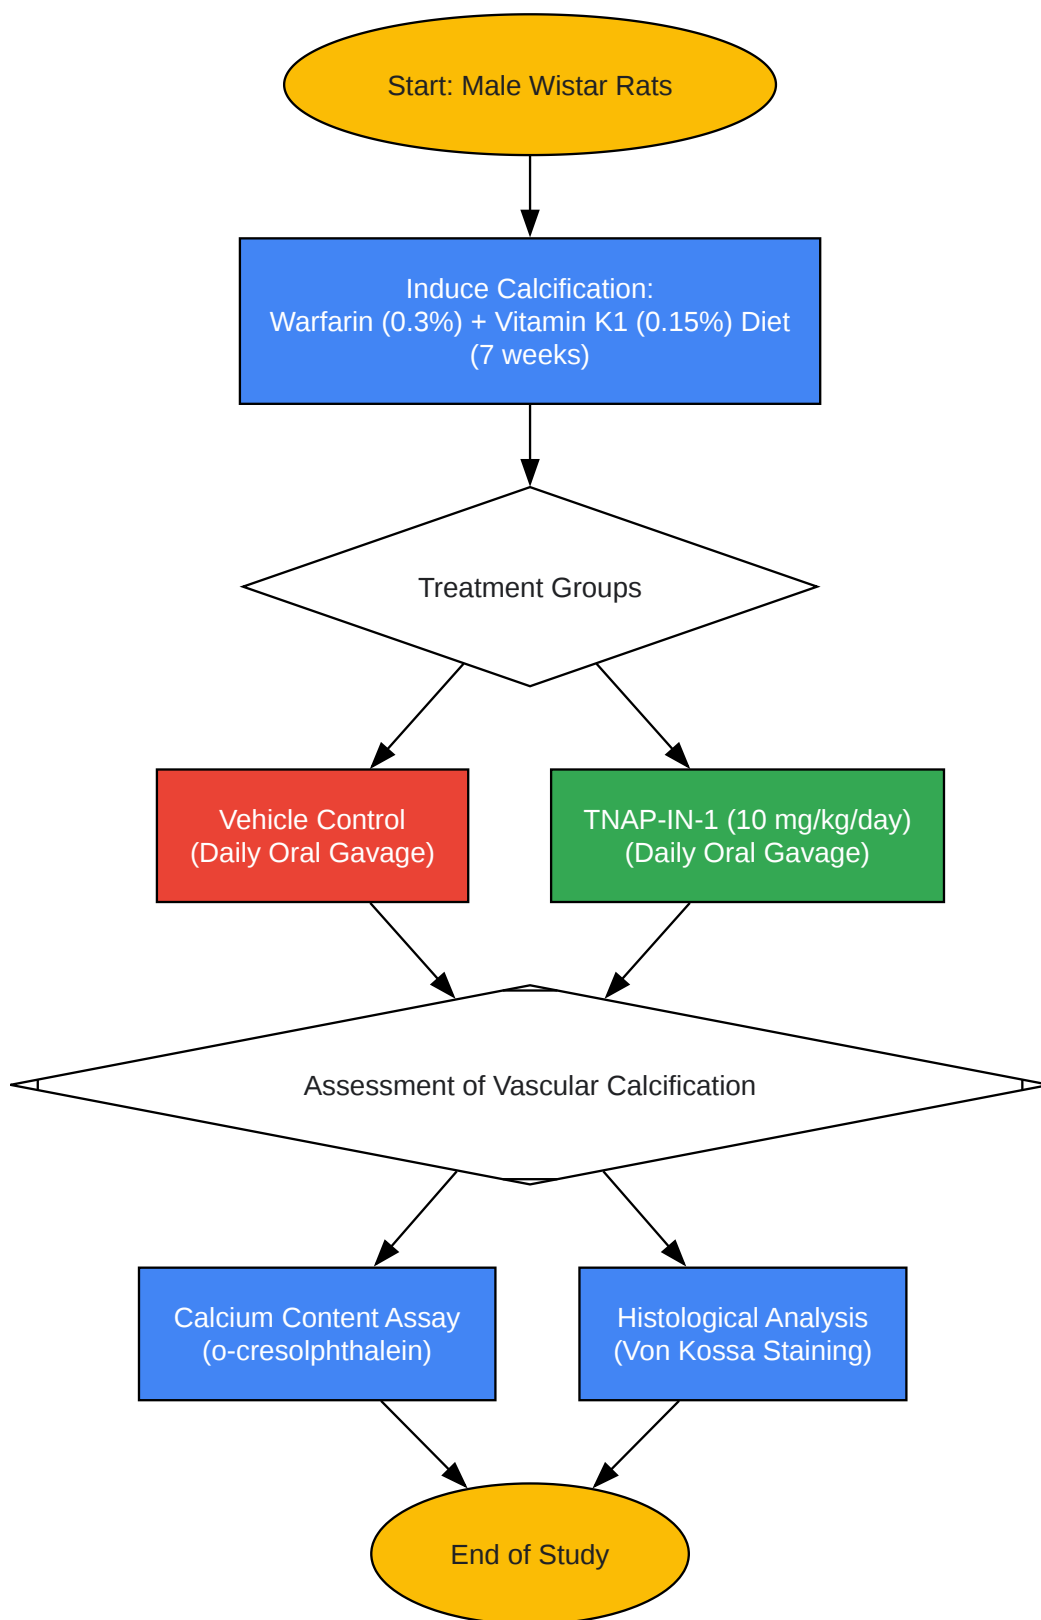 Start: Male Wistar Rats
Induce Calcification:
Warfarin (0.3%) + Vitamin K1 (0.15%) Diet
(7 weeks)
Treatment Groups
Vehicle Control
(Daily Oral Gavage)
TNAP-IN-1 (10 mg/kg/day)
(Daily Oral Gavage)
Assessment of Vascular Calcification
Calcium Content Assay
(o-cresolphthalein)
Histological Analysis
(Von Kossa Staining)
End of Study